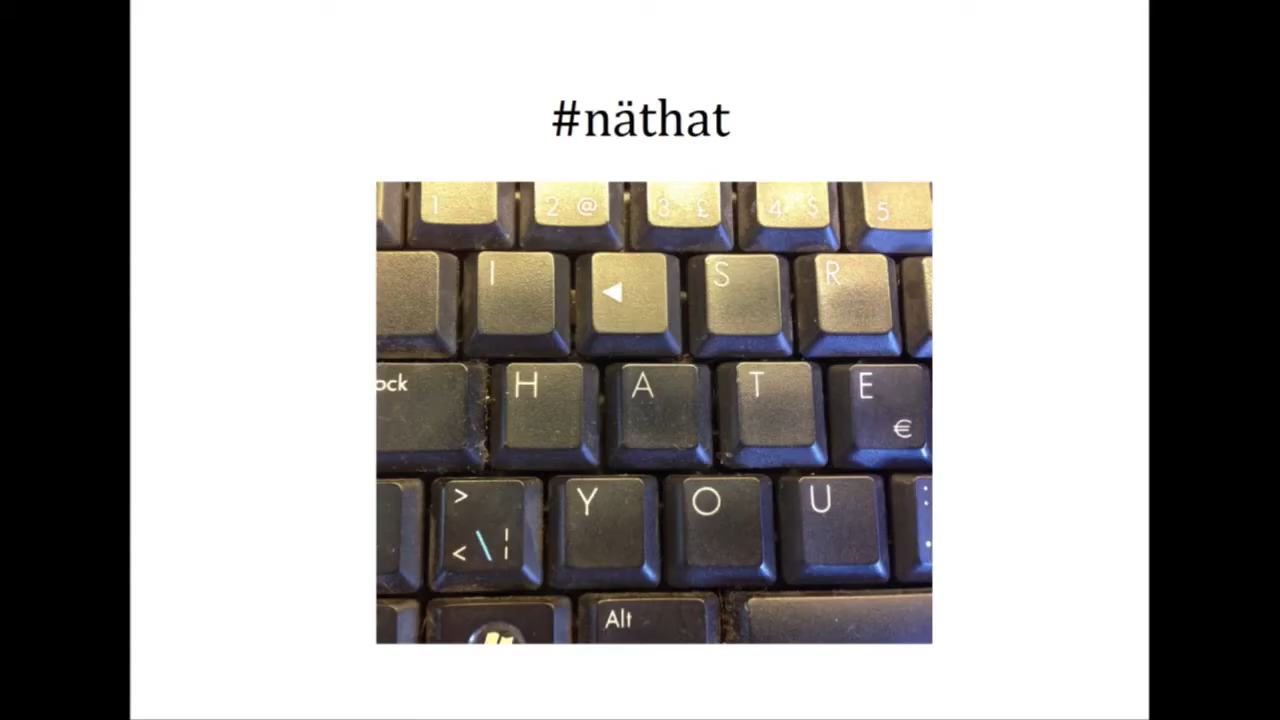 #näthat
1 2 @ 3 £ 4 $ 5
I ◄ S R
ock H A T E €
> < \ ¦ Y O U
Alt